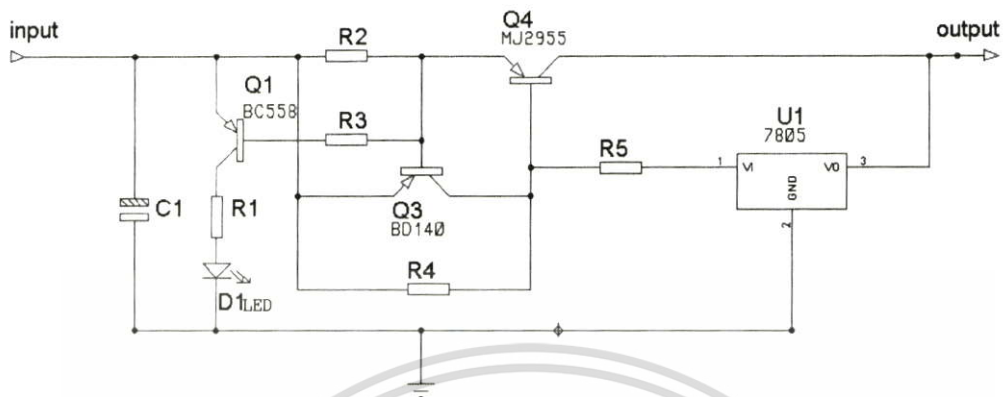 input
R2
Q4
MJ2955
output
Q1
BC558
R3
U1
7805
R5
1
VI
VO
3
GND
2
C1
R1
Q3
BD140
R4
D1LED